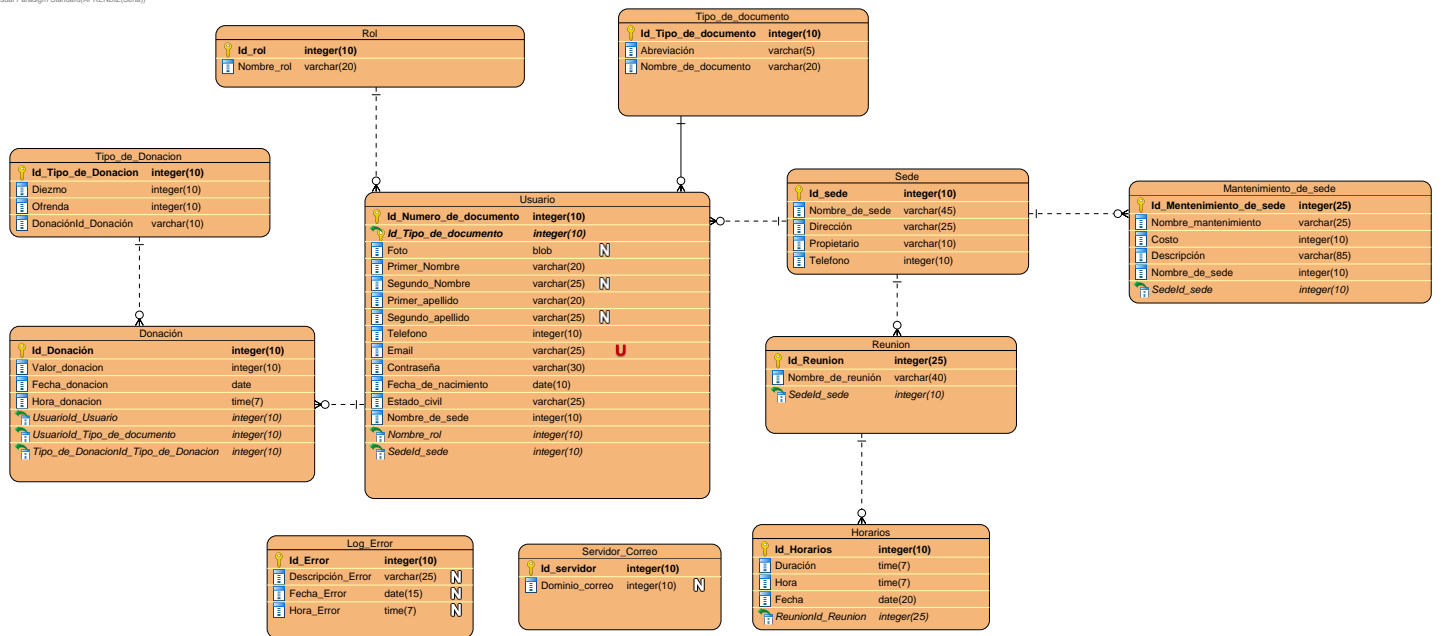 Visual Paradigm Standard(APRENDIZ(Sena))
Rol
Id_rol integer(10)
Nombre_rol varchar(20)
Tipo_de_documento
Id_Tipo_de_documento integer(10)
Abreviación varchar(5)
Nombre_de_documento varchar(20)
Tipo_de_Donacion
Id_Tipo_de_Donacion integer(10)
Diezmo integer(10)
Ofrenda integer(10)
DonaciónId_Donación varchar(10)
Usuario
Id_Numero_de_documento integer(10)
Id_Tipo_de_documento integer(10)
Foto blob N
Primer_Nombre varchar(20)
Segundo_Nombre varchar(25) N
Primer_apellido varchar(20)
Segundo_apellido varchar(25) N
Telefono integer(10)
Email varchar(25) U
Contraseña varchar(30)
Fecha_de_nacimiento date(10)
Estado_civil varchar(25)
Nombre_de_sede integer(10)
Nombre_rol integer(10)
SedeId_sede integer(10)
Sede
Id_sede integer(10)
Nombre_de_sede varchar(45)
Dirección varchar(25)
Propietario varchar(10)
Telefono integer(10)
Mantenimiento_de_sede
Id_Mentenimiento_de_sede integer(25)
Nombre_mantenimiento varchar(25)
Costo integer(10)
Descripción varchar(85)
Nombre_de_sede integer(10)
SedeId_sede integer(10)
Donación
Id_Donación integer(10)
Valor_donacion integer(10)
Fecha_donacion date
Hora_donacion time(7)
UsuarioId_Usuario integer(10)
UsuarioId_Tipo_de_documento integer(10)
Tipo_de_DonacionId_Tipo_de_Donacion integer(10)
Reunion
Id_Reunion integer(25)
Nombre_de_reunión varchar(40)
SedeId_sede integer(10)
Log_Error
Id_Error integer(10)
Descripción_Error varchar(25) N
Fecha_Error date(15) N
Hora_Error time(7) N
Servidor_Correo
Id_servidor integer(10)
Dominio_correo integer(10) N
Horarios
Id_Horarios integer(10)
Duración time(7)
Hora time(7)
Fecha date(20)
ReunionId_Reunion integer(25)